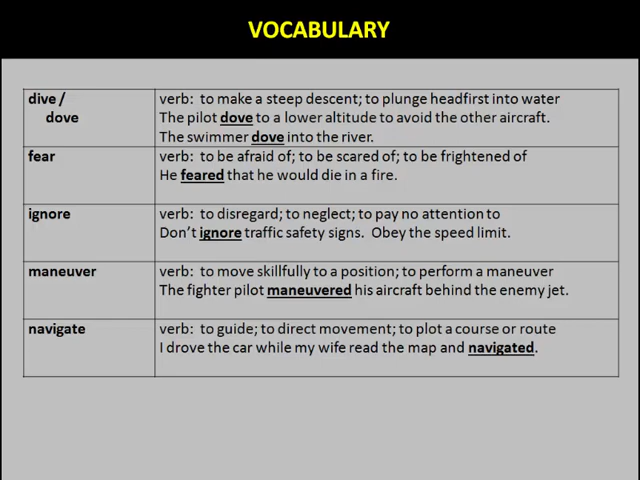 VOCABULARY
dive /
dove
verb: to make a steep descent; to plunge headfirst into water
The pilot dove to a lower altitude to avoid the other aircraft.
The swimmer dove into the river.
fear
verb: to be afraid of; to be scared of; to be frightened of
He feared that he would die in a fire.
ignore
verb: to disregard; to neglect; to pay no attention to
Don't ignore traffic safety signs. Obey the speed limit.
maneuver
verb: to move skillfully to a position; to perform a maneuver
The fighter pilot maneuvered his aircraft behind the enemy jet.
navigate
verb: to guide; to direct movement; to plot a course or route
I drove the car while my wife read the map and navigated.